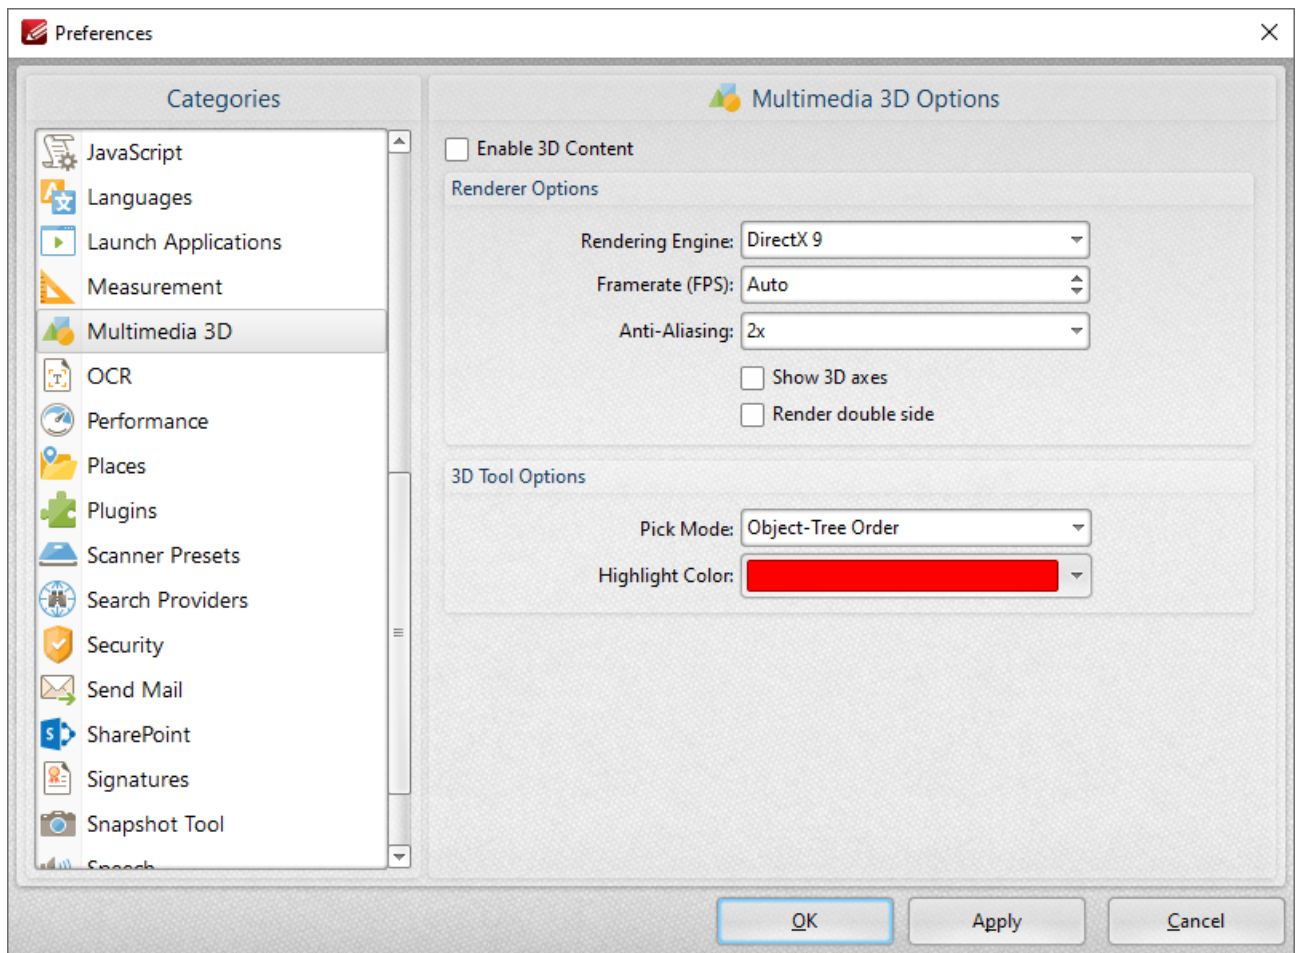 Preferences
Categories
JavaScript
Languages
Launch Applications
Measurement
Multimedia 3D
OCR
Performance
Places
Plugins
Scanner Presets
Search Providers
Security
Send Mail
SharePoint
Signatures
Snapshot Tool
Speech
Multimedia 3D Options
Enable 3D Content
Renderer Options
Rendering Engine: DirectX 9
Framerate (FPS): Auto
Anti-Aliasing: 2x
Show 3D axes
Render double side
3D Tool Options
Pick Mode: Object-Tree Order
Highlight Color:
OK Apply Cancel